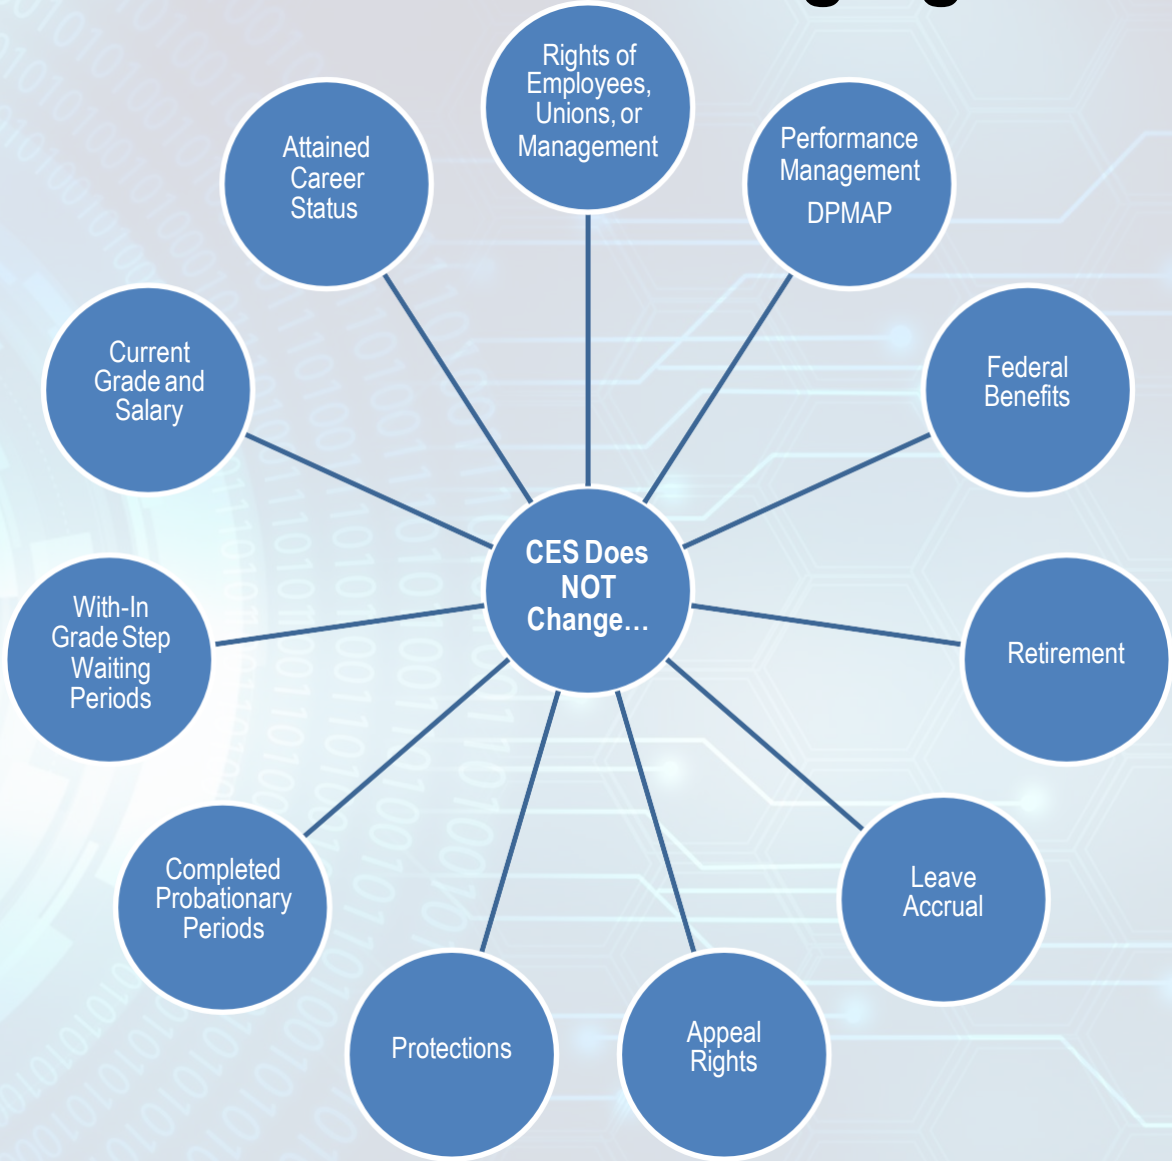 Rights of
Employees,
Unions, or
Management
Performance
Management
DPMAP
Federal
Benefits
Retirement
Leave
Accrual
Appeal
Rights
Protections
Completed
Probationary
Periods
With-In
Grade Step
Waiting
Periods
Current
Grade and
Salary
Attained
Career
Status
CES Does
NOT
Change…